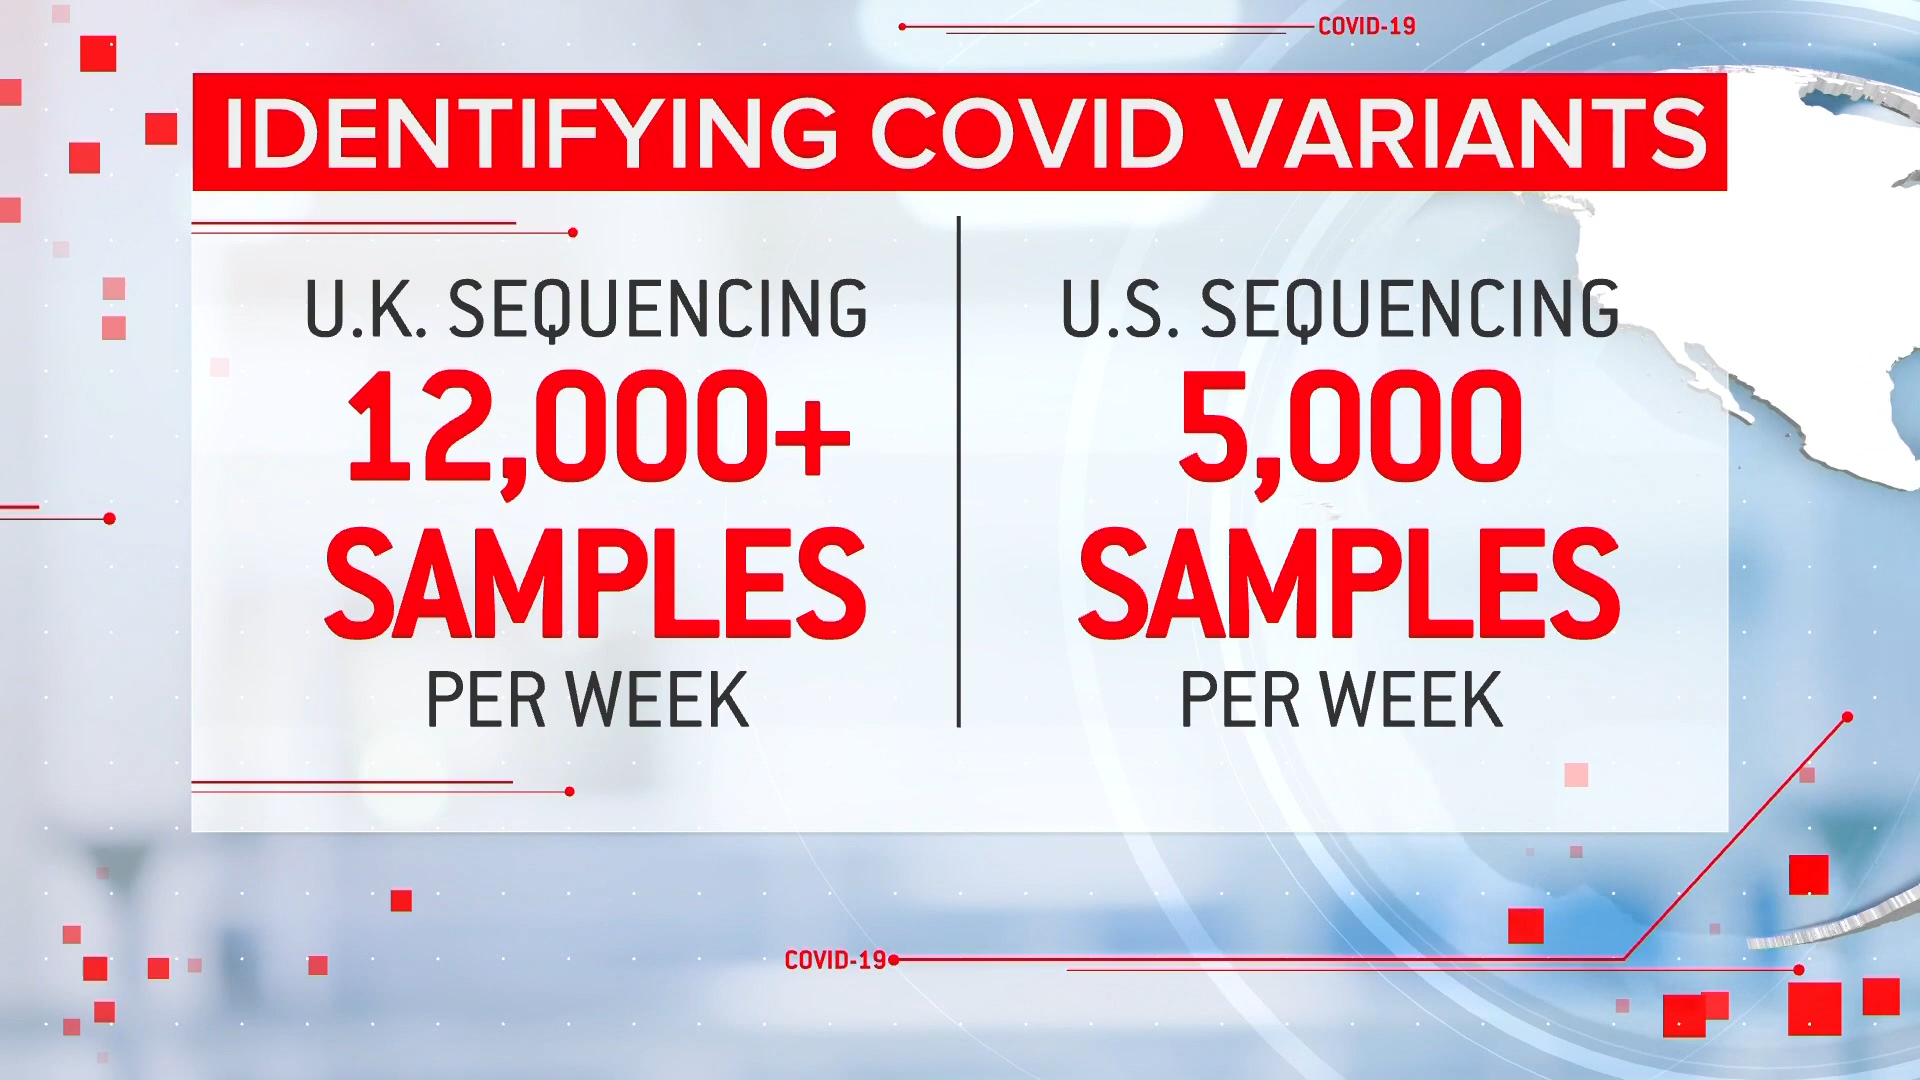 COVID-19
IDENTIFYING COVID VARIANTS
U.K. SEQUENCING
12,000+
SAMPLES
PER WEEK
U.S. SEQUENCING
5,000
SAMPLES
PER WEEK
COVID-19